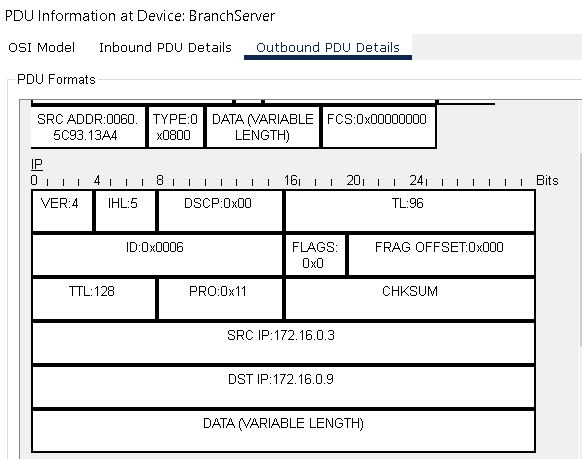 PDU Information at Device: BranchServer
OSI Model Inbound PDU Details Outbound PDU Details
PDU Formats
SRC ADDR:0060. TYPE:0 DATA (VARIABLE FCS:0x00000000
5C93.13A4 x0800 LENGTH)
IP
0 4 8 16 20 24 Bits
VER:4 IHL:5 DSCP:0x00 TL:96
ID:0x0006 FLAGS: FRAG OFFSET:0x000
0x0
TTL:128 PRO:0x11 CHKSUM
SRC IP:172.16.0.3
DST IP:172.16.0.9
DATA (VARIABLE LENGTH)